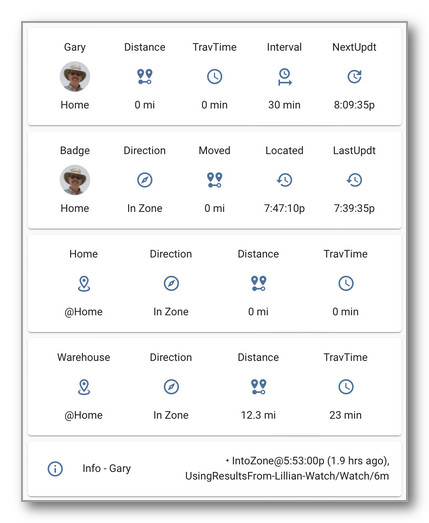 Gary Distance TravTime Interval NextUpdt
Home 0 mi 0 min 30 min 8:09:35p
Badge Direction Moved Located LastUpdt
Home In Zone 0 mi 7:47:10p 7:39:35p
Home Direction Distance TravTime
@Home In Zone 0 mi 0 min
Warehouse Direction Distance TravTime
@Home In Zone 12.3 mi 23 min
Info - Gary • IntoZone@5:53:00p (1.9 hrs ago),
UsingResultsFrom-Lillian-Watch/Watch/6m